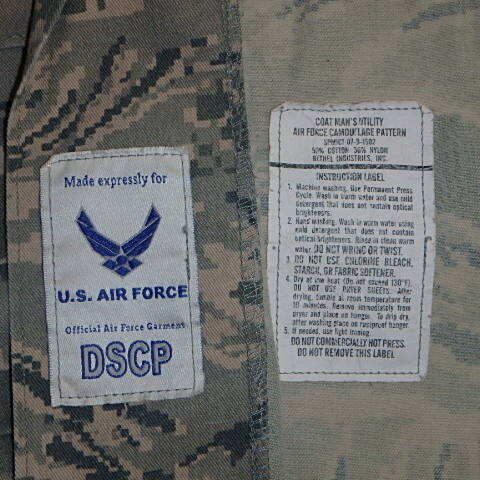 Made expressly for
U.S. AIR FORCE
Official Air Force Garment
DSCP
COAT MAN'S UTILITY
AIR FORCE CAMOUFLAGE PATTERN
50% COTTON 50% NYLON
BETHEL INDUSTRIES, INC.
INSTRUCTION LABEL
1. Machine washing. Use Permanent Press
Cycle. Wash in warm water and use mild
detergent that does not contain optical
brighteners.
2. Hand washing. Wash in warm water using
mild detergent that does not contain
optical brighteners. Rinse in clean warm
water. DO NOT WRING OR TWIST.
3. DO NOT USE CHLORINE BLEACH,
STARCH, OR FABRIC SOFTENER.
4. Dry at low heat (Do not exceed 130°F).
DO NOT USE DRYER SHEETS. After
drying, tumble at room temperature for
10 minutes. Remove immediately from
dryer and place on hanger. To drip dry,
after washing place on rustproof hanger.
5. If needed, use light ironing.
DO NOT COMMERCIALLY HOT PRESS.
DO NOT REMOVE THIS LABEL